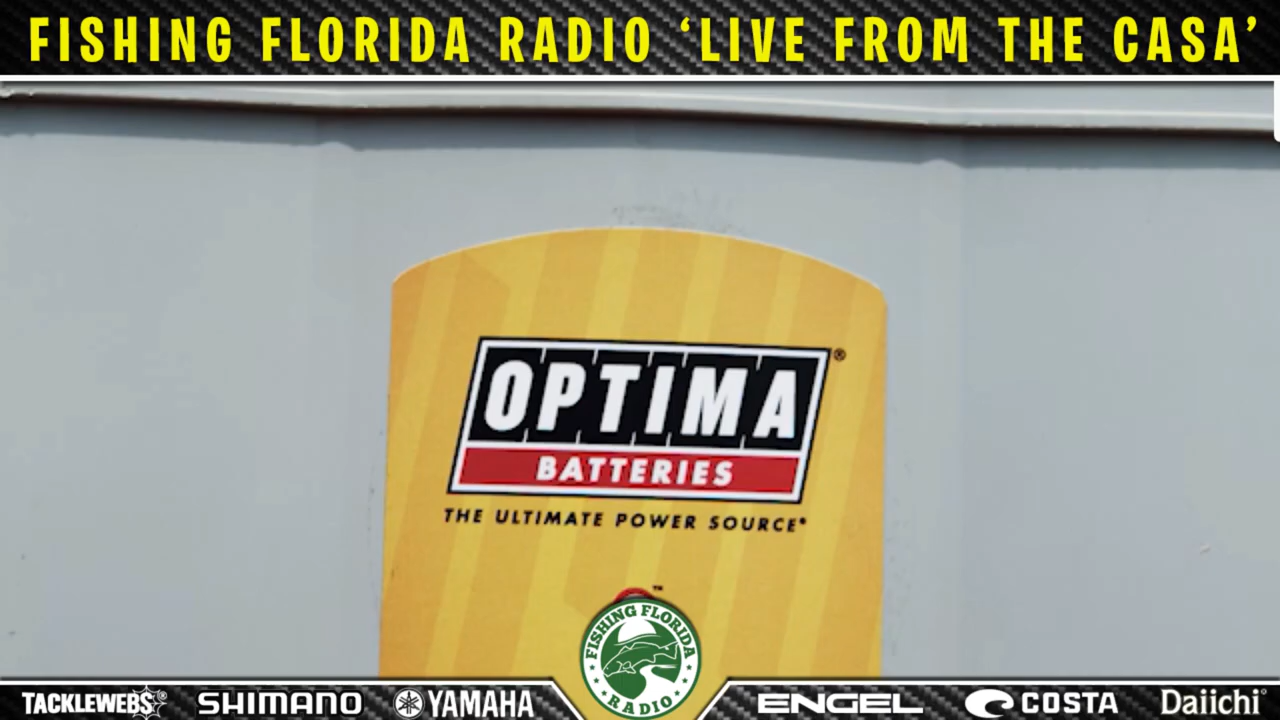 FISHING FLORIDA RADIO ‘LIVE FROM THE CASA’
OPTIMA®
BATTERIES
THE ULTIMATE POWER SOURCE®
™
FISHING FLORIDA
RADIO
TACKLEWEBS® SHIMANO YAMAHA ENGEL COSTA Daiichi®